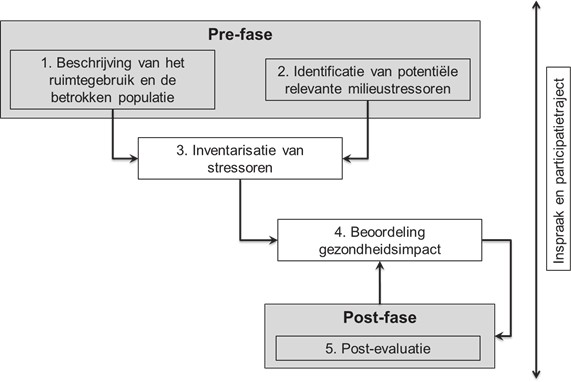 Pre-fase
1. Beschrijving van het
ruimtegebruik en de
betrokken populatie
2. Identificatie van potentiële
relevante milieustressoren
3. Inventarisatie van
stressoren
4. Beoordeling
gezondheidsimpact
Post-fase
5. Post-evaluatie
Inspraak en participatietraject